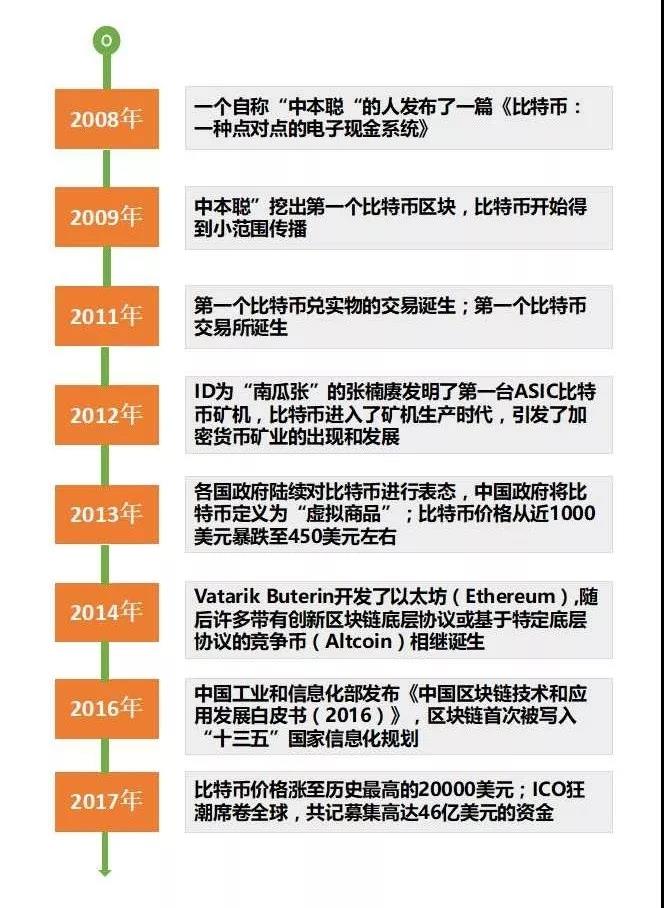 2008年
一个自称“中本聪“的人发布了一篇《比特币：
一种点对点的电子现金系统》
2009年
中本聪”挖出第一个比特币区块，比特币开始得
到小范围传播
2011年
第一个比特币兑实物的交易诞生；第一个比特币
交易所诞生
2012年
ID为“南瓜张”的张楠赓发明了第一台ASIC比特
币矿机，比特币进入了矿机生产时代，引发了加
密货币矿业的出现和发展
2013年
各国政府陆续对比特币进行表态，中国政府将比
特币定义为“虚拟商品”；比特币价格从近1000
美元暴跌至450美元左右
2014年
Vatarik Buterin开发了以太坊（Ethereum）,随
后许多带有创新区块链底层协议或基于特定底层
协议的竞争币（Altcoin）相继诞生
2016年
中国工业和信息化部发布《中国区块链技术和应
用发展白皮书（2016）》，区块链首次被写入
“十三五”国家信息化规划
2017年
比特币价格涨至历史最高的20000美元；ICO狂
潮席卷全球，共记募集高达46亿美元的资金